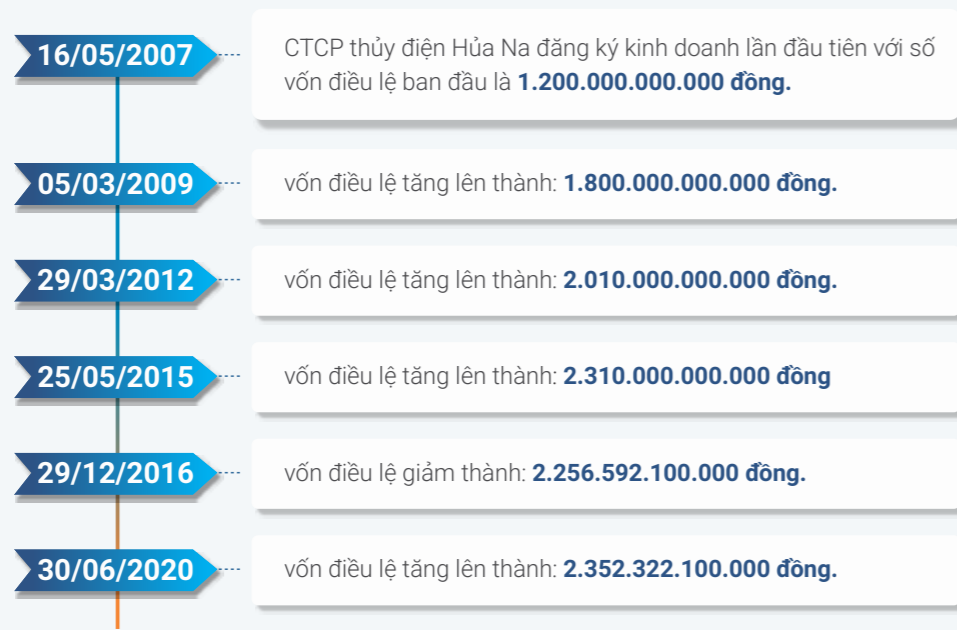 16/05/2007
CTCP thủy điện Hủa Na đăng ký kinh doanh lần đầu tiên với số
vốn điều lệ ban đầu là 1.200.000.000.000 đồng.
05/03/2009
vốn điều lệ tăng lên thành: 1.800.000.000.000 đồng.
29/03/2012
vốn điều lệ tăng lên thành: 2.010.000.000.000 đồng.
25/05/2015
vốn điều lệ tăng lên thành: 2.310.000.000.000 đồng
29/12/2016
vốn điều lệ giảm thành: 2.256.592.100.000 đồng.
30/06/2020
vốn điều lệ tăng lên thành: 2.352.322.100.000 đồng.